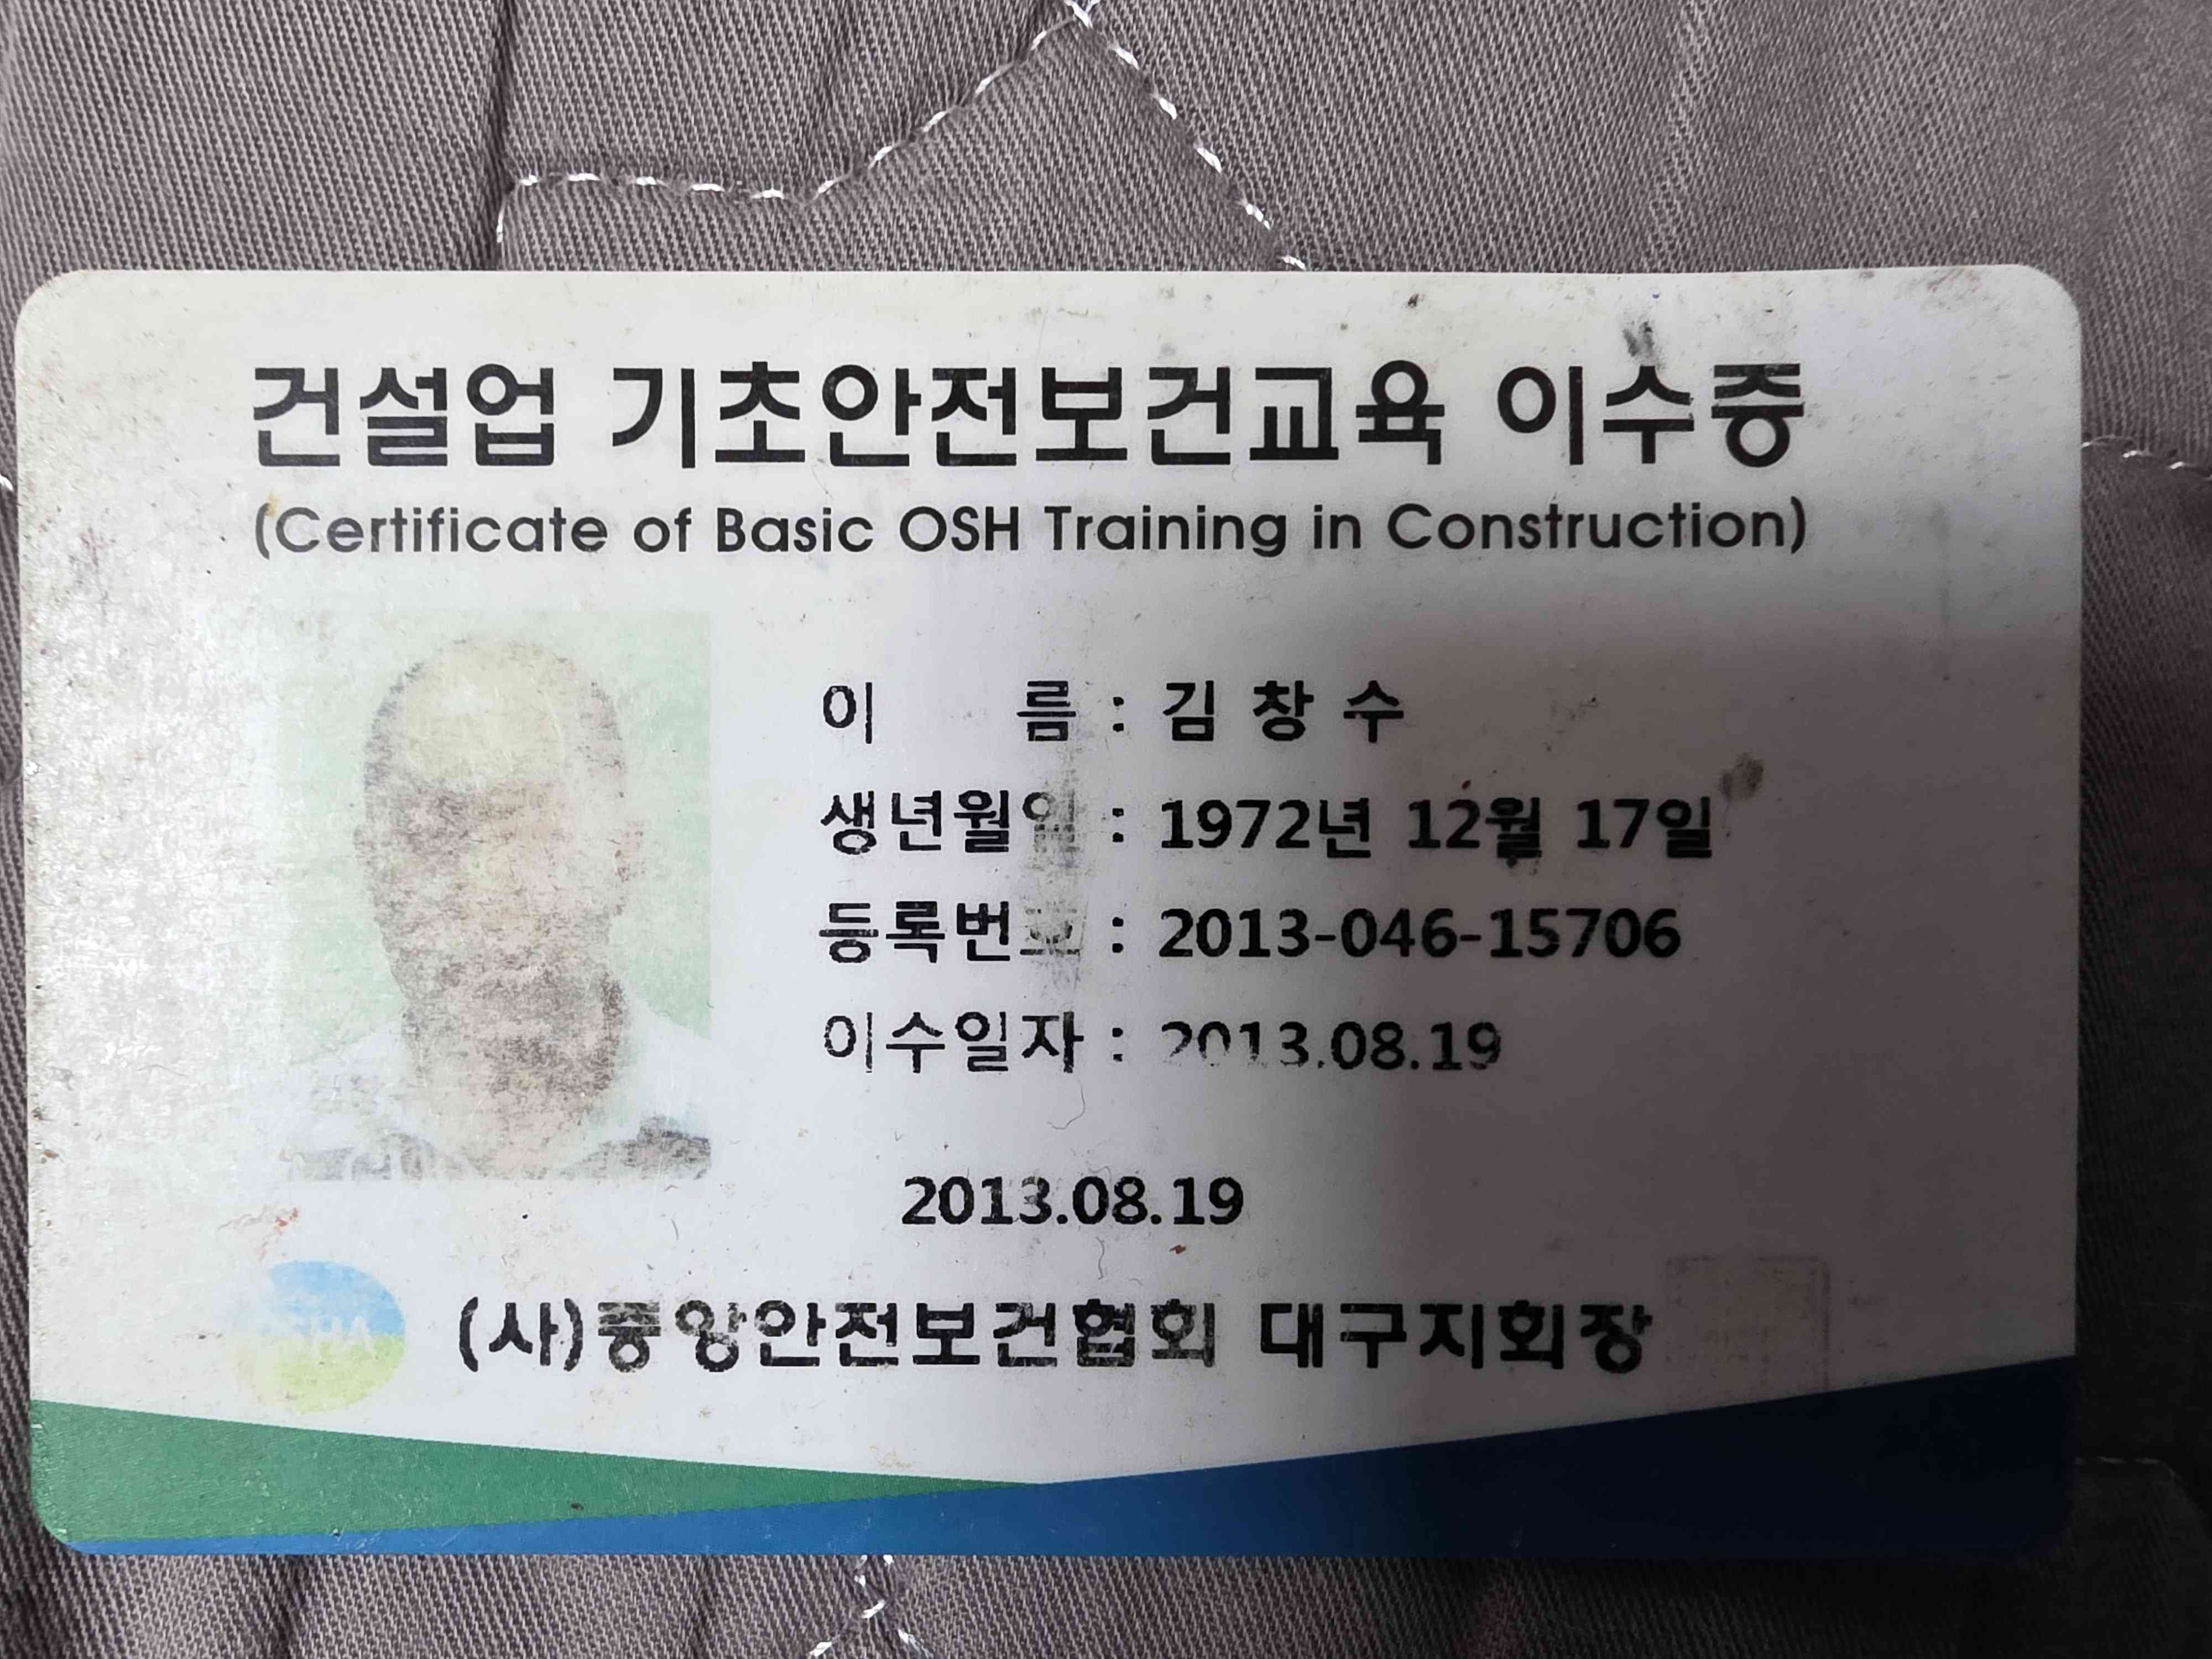 건설업 기초안전보건교육 이수증
(Certificate of Basic OSH Training in Construction)
이 름 : 김 창 수
생년월일 : 1972년 12월 17일
등록번호 : 2013-046-15706
이수일자 : 2013.08.19
2013.08.19
(사)중앙안전보건협회 대구지회장